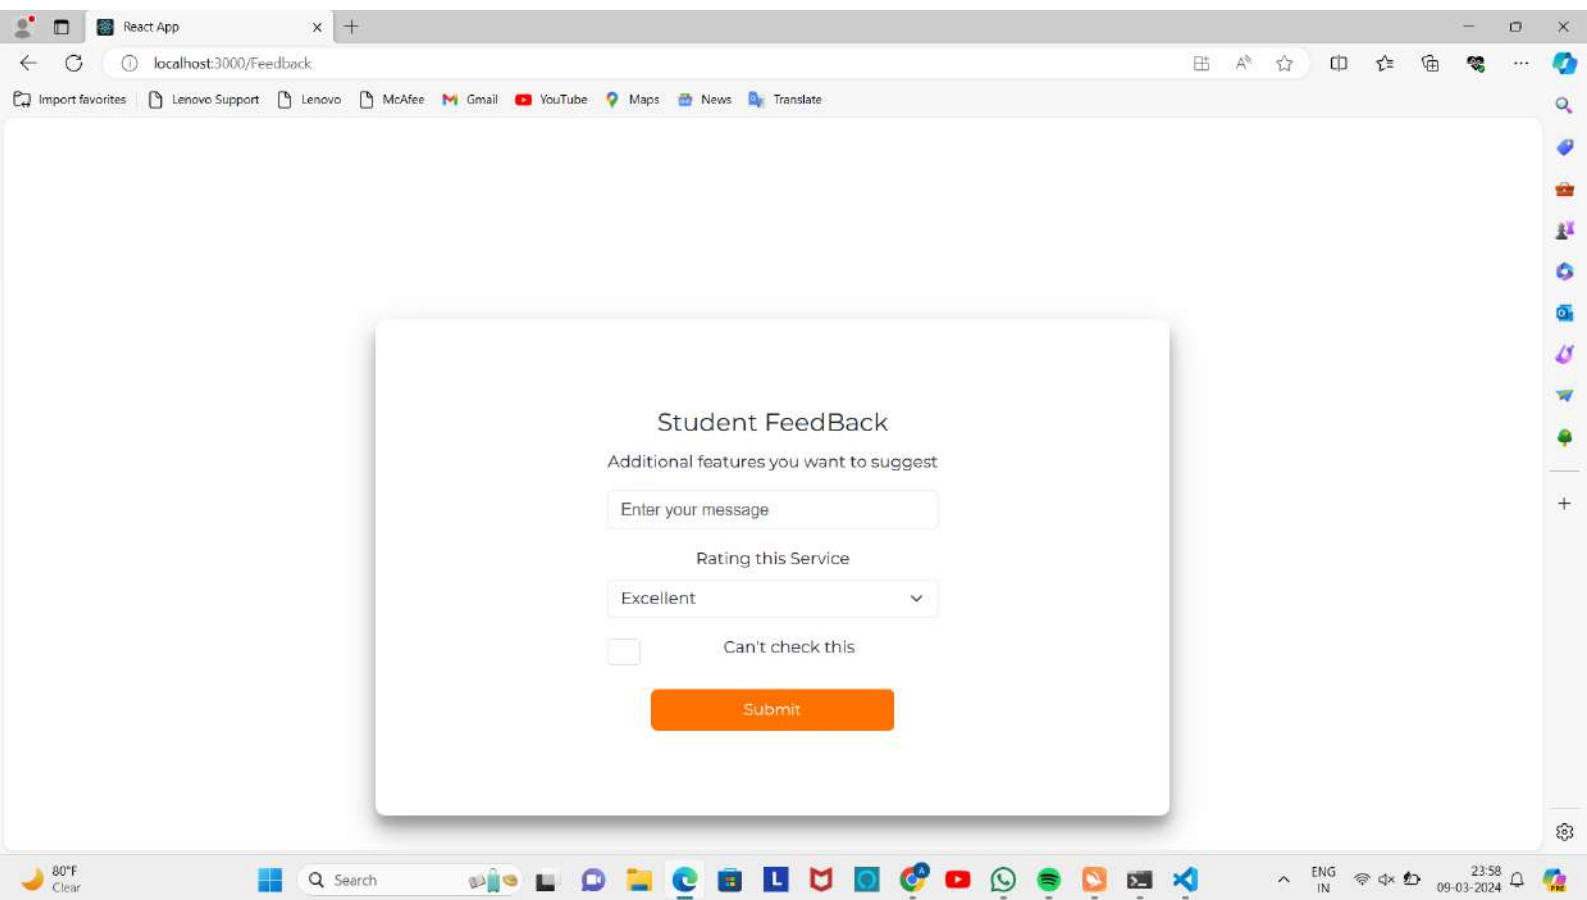 React App
localhost:3000/Feedback
Import favorites Lenovo Support Lenovo McAfee Gmail YouTube Maps News Translate
Student FeedBack
Additional features you want to suggest
Enter your message
Rating this Service
Excellent
Can't check this
Submit
80°F
Clear
Search
ENG
IN
23:58
09-03-2024